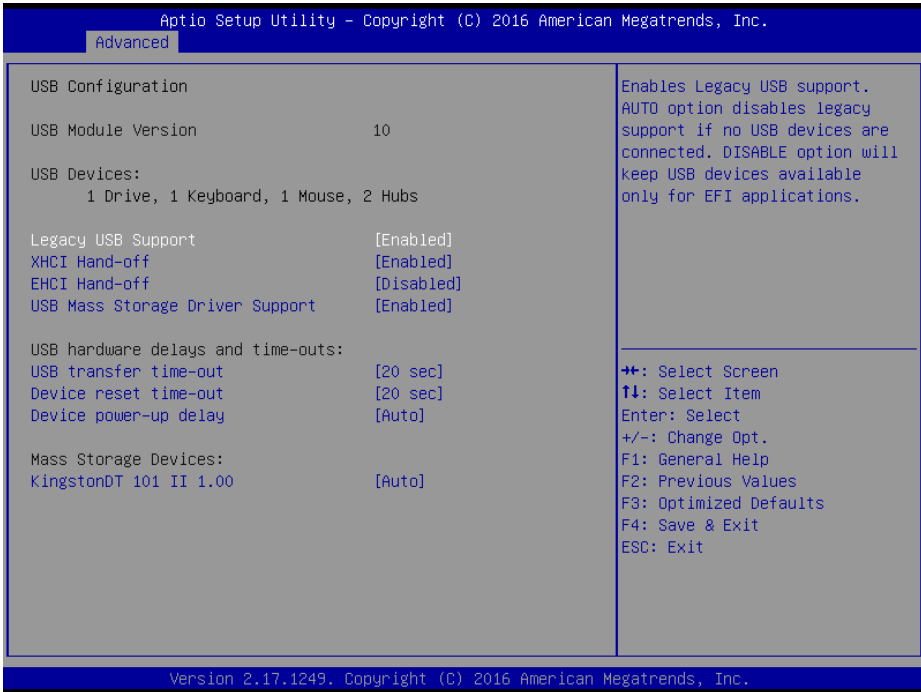 Aptio Setup Utility – Copyright (C) 2016 American Megatrends, Inc.
Advanced
USB Configuration
USB Module Version 10
USB Devices:
1 Drive, 1 Keyboard, 1 Mouse, 2 Hubs
Legacy USB Support [Enabled]
XHCI Hand-off [Enabled]
EHCI Hand-off [Disabled]
USB Mass Storage Driver Support [Enabled]
USB hardware delays and time-outs:
USB transfer time-out [20 sec]
Device reset time-out [20 sec]
Device power-up delay [Auto]
Mass Storage Devices:
KingstonDT 101 II 1.00 [Auto]
Enables Legacy USB support.
AUTO option disables legacy
support if no USB devices are
connected. DISABLE option will
keep USB devices available
only for EFI applications.
→←: Select Screen
↑↓: Select Item
Enter: Select
+/-: Change Opt.
F1: General Help
F2: Previous Values
F3: Optimized Defaults
F4: Save & Exit
ESC: Exit
Version 2.17.1249. Copyright (C) 2016 American Megatrends, Inc.